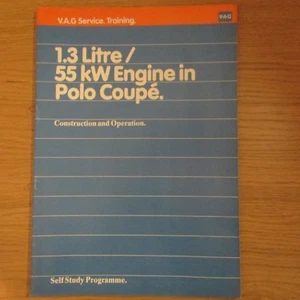 V.A.G Service. Training.
V·A·G
1.3 Litre /
55 kW Engine in
Polo Coupé.
Construction and Operation.
Self Study Programme.